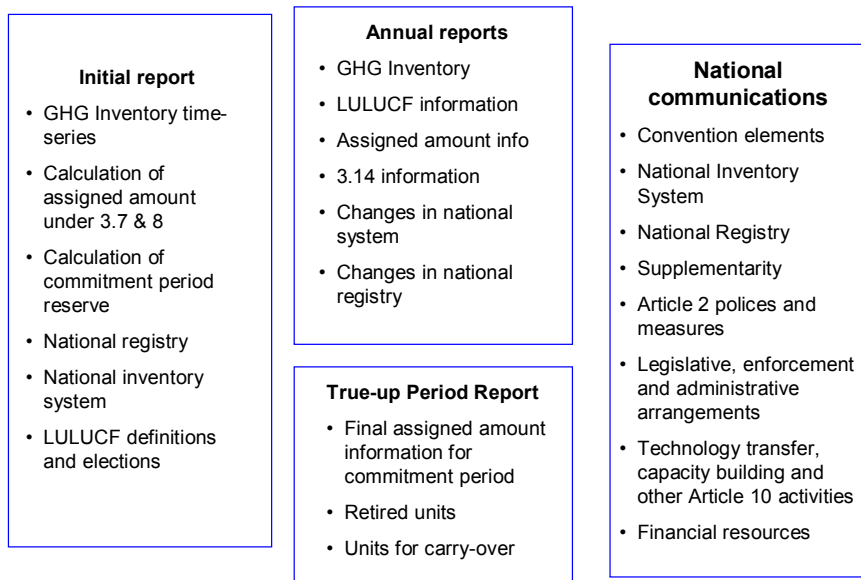 Initial report
• GHG Inventory time-
series
• Calculation of
assigned amount
under 3.7 & 8
• Calculation of
commitment period
reserve
• National registry
• National inventory
system
• LULUCF definitions
and elections
Annual reports
• GHG Inventory
• LULUCF information
• Assigned amount info
• 3.14 information
• Changes in national
system
• Changes in national
registry
True-up Period Report
• Final assigned amount
information for
commitment period
• Retired units
• Units for carry-over
National
communications
• Convention elements
• National Inventory
System
• National Registry
• Supplementarity
• Article 2 polices and
measures
• Legislative, enforcement
and administrative
arrangements
• Technology transfer,
capacity building and
other Article 10 activities
• Financial resources